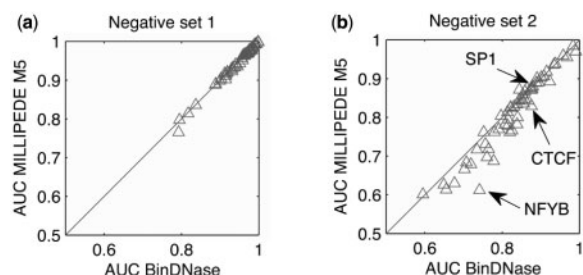 (a) Negative set 1
AUC MILLIPEDE M5
1
0.9
0.8
0.7
0.6
0.5
0.6 0.8 1
AUC BinDNase
(b) Negative set 2
AUC MILLIPEDE M5
1
0.9
0.8
0.7
0.6
0.5
SP1
CTCF
NFYB
0.6 0.8 1
AUC BinDNase